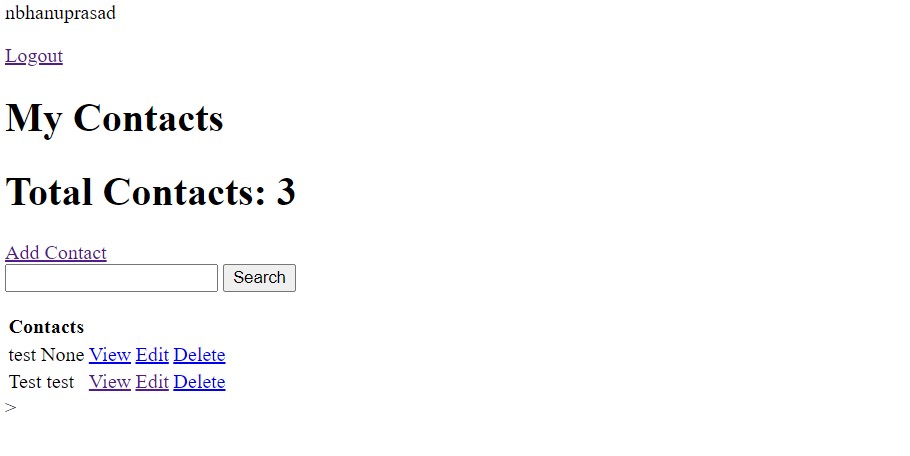 nbhanuprasad
Logout
My Contacts
Total Contacts: 3
Add Contact
Search
Contacts
test None View Edit Delete
Test test View Edit Delete
>